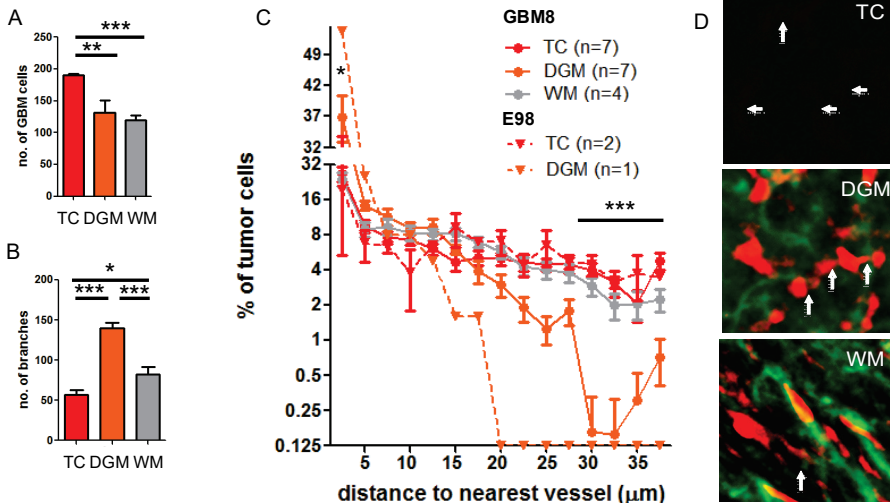 A
***
**
no. of GBM cells
250
200
150
100
50
0
TC DGM WM
B
*
*** ***
no. of branches
200
150
100
50
0
TC DGM WM
C
% of tumor cells
49
42
37
32
32
16
8
4
2
1
0.5
0.25
0.125
*
GBM8
TC (n=7)
DGM (n=7)
WM (n=4)
E98
TC (n=2)
DGM (n=1)
***
5 10 15 20 25 30 35
distance to nearest vessel (µm)
D
TC
DGM
WM